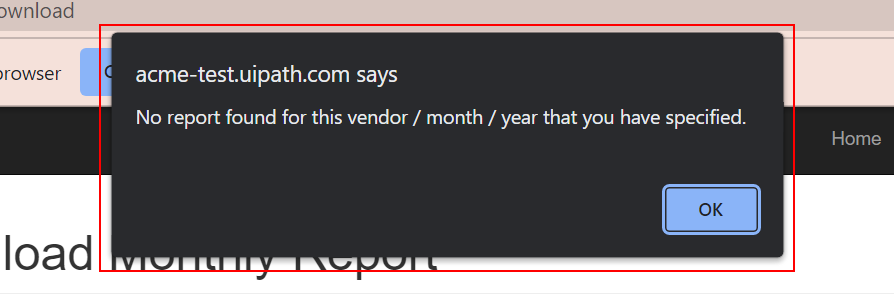 ownload
browser
acme-test.uipath.com says
No report found for this vendor / month / year that you have specified.
Home
OK
load Monthly Report